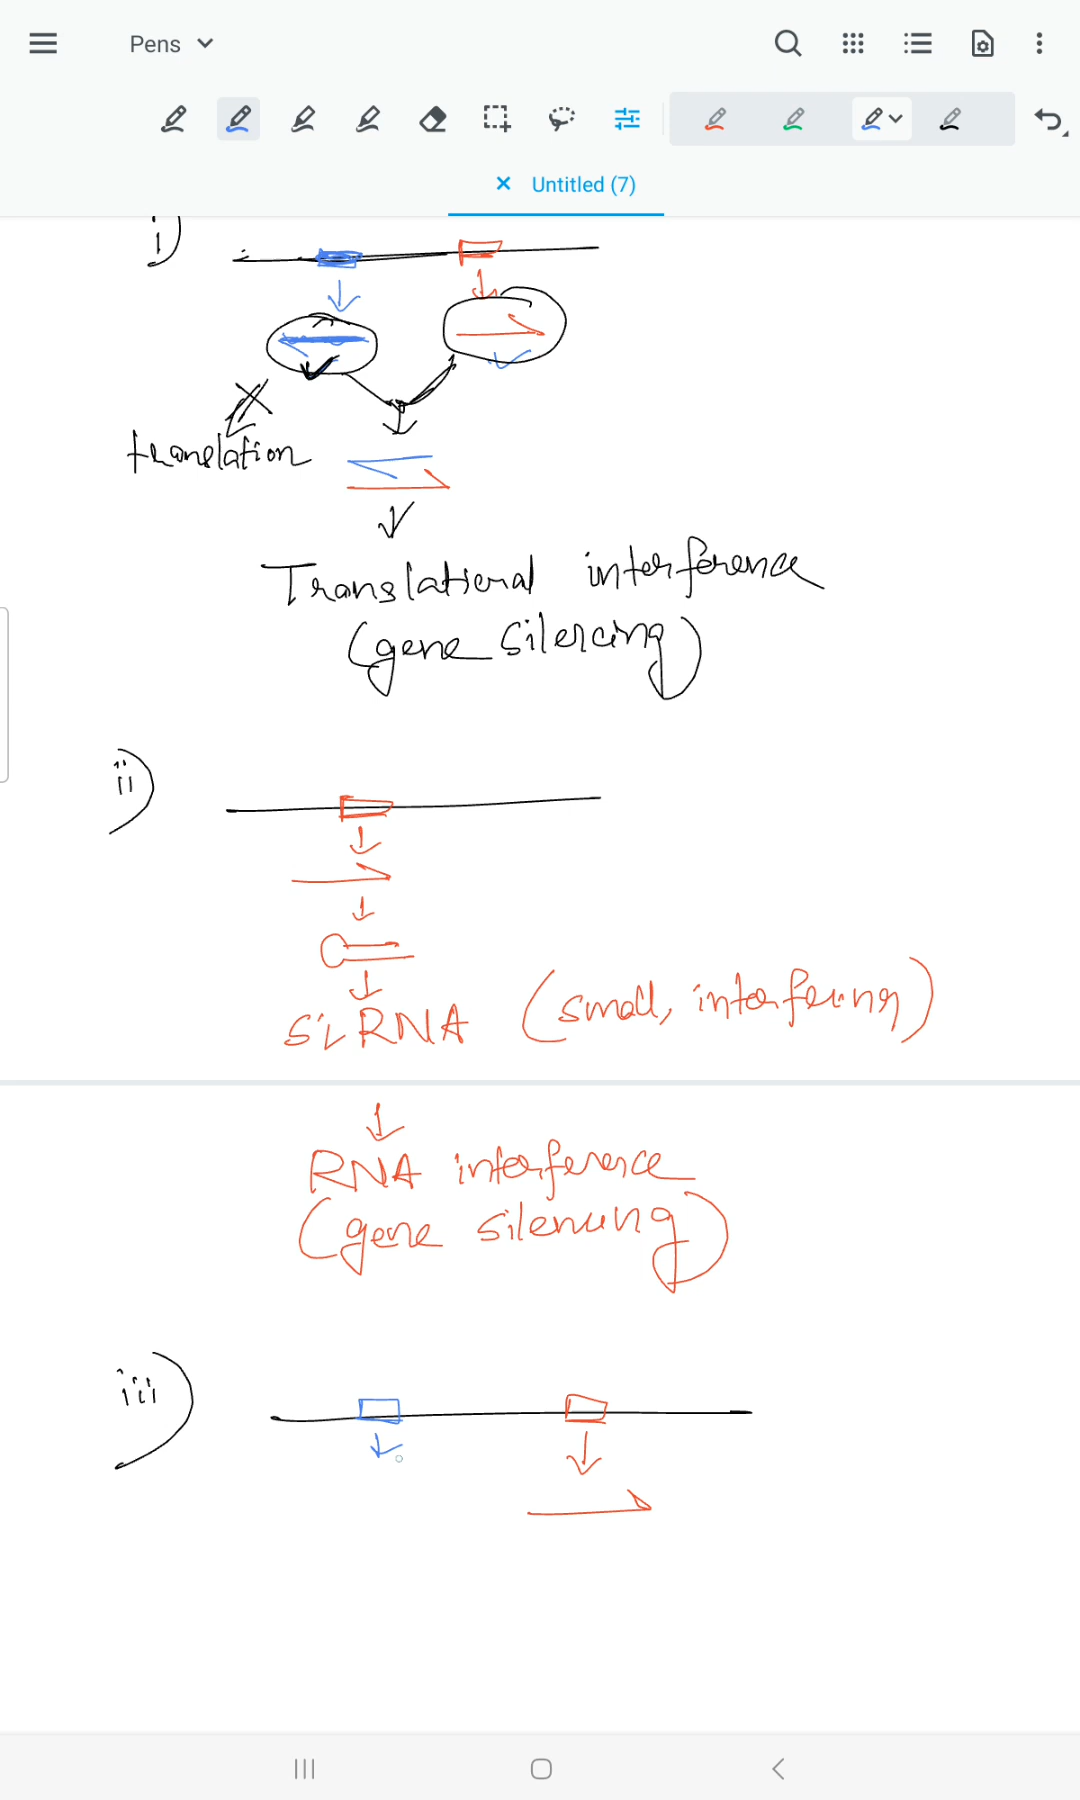 Pens
Untitled (7)
i)
translation
Translational interference
(gene silencing)
ii)
siRNA (small, interfering)
RNA interference
(gene silencing)
iii)